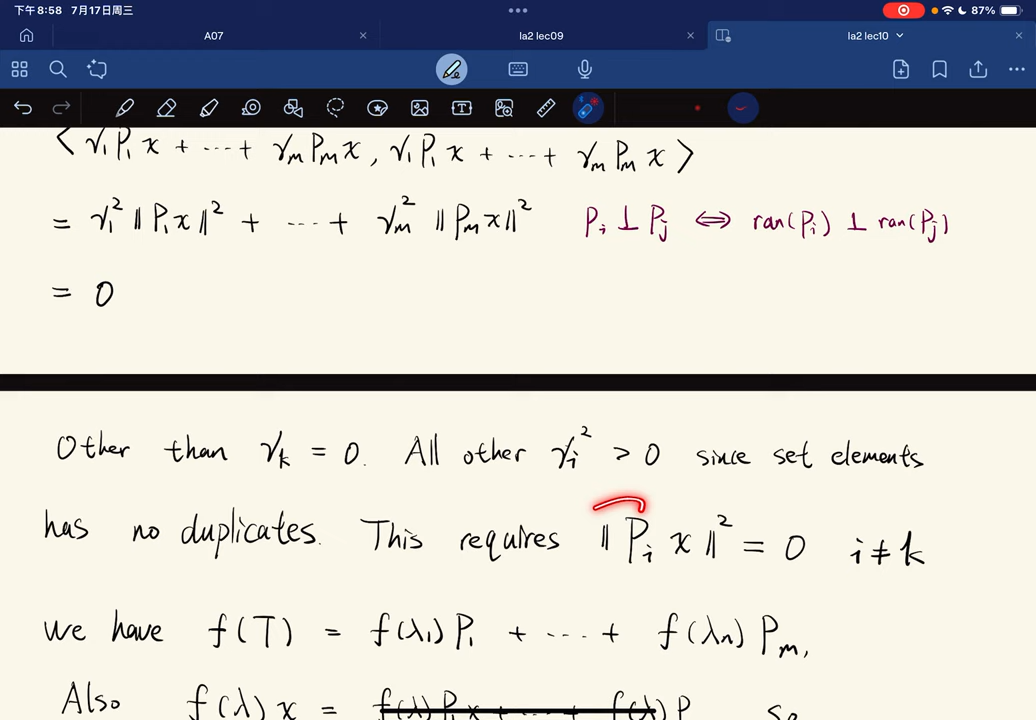 下午8:58 7月17日周三
87%
A07
la2 lec09
la2 lec10
< γ₁P₁x + ⋯ + γₘPₘx, γ₁P₁x + ⋯ + γₘPₘx >
= γ₁² ‖P₁x‖² + ⋯ + γₘ² ‖Pₘx‖² Pᵢ ⊥ Pⱼ ⇔ ran(Pᵢ) ⊥ ran(Pⱼ)
= 0
Other than γₖ = 0. All other γᵢ² > 0 since set elements
has no duplicates. This requires ‖Pᵢx‖² = 0 i ≠ k
we have f(T) = f(λ₁)P₁ + ⋯ + f(λₙ)Pₘ,
Also f(λ)x = f(λ)P₁x + ⋯ + f(λ)P so